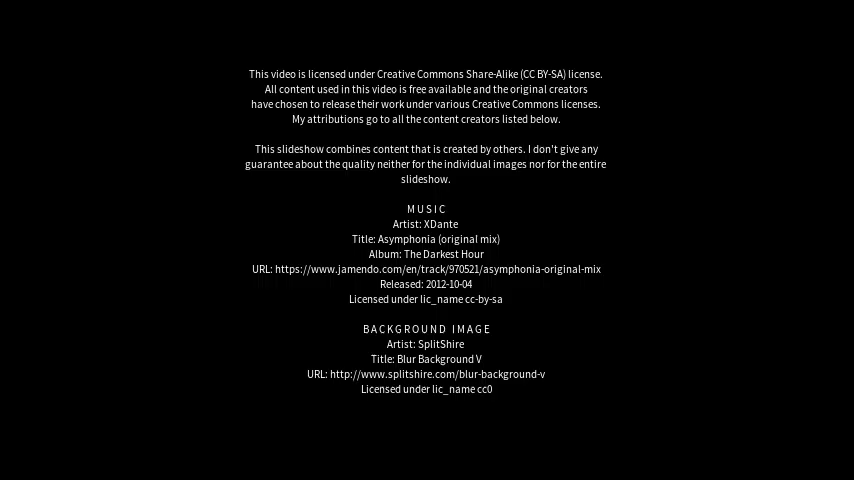 This video is licensed under Creative Commons Share-Alike (CC BY-SA) license.
All content used in this video is free available and the original creators
have chosen to release their work under various Creative Commons licenses.
My attributions go to all the content creators listed below.
This slideshow combines content that is created by others. I don't give any
guarantee about the quality neither for the individual images nor for the entire
slideshow.
MUSIC
Artist: XDante
Title: Asymphonia (original mix)
Album: The Darkest Hour
URL: https://www.jamendo.com/en/track/970521/asymphonia-original-mix
Released: 2012-10-04
Licensed under lic_name cc-by-sa
BACKGROUND IMAGE
Artist: SplitShire
Title: Blur Background V
URL: http://www.splitshire.com/blur-background-v
Licensed under lic_name cc0